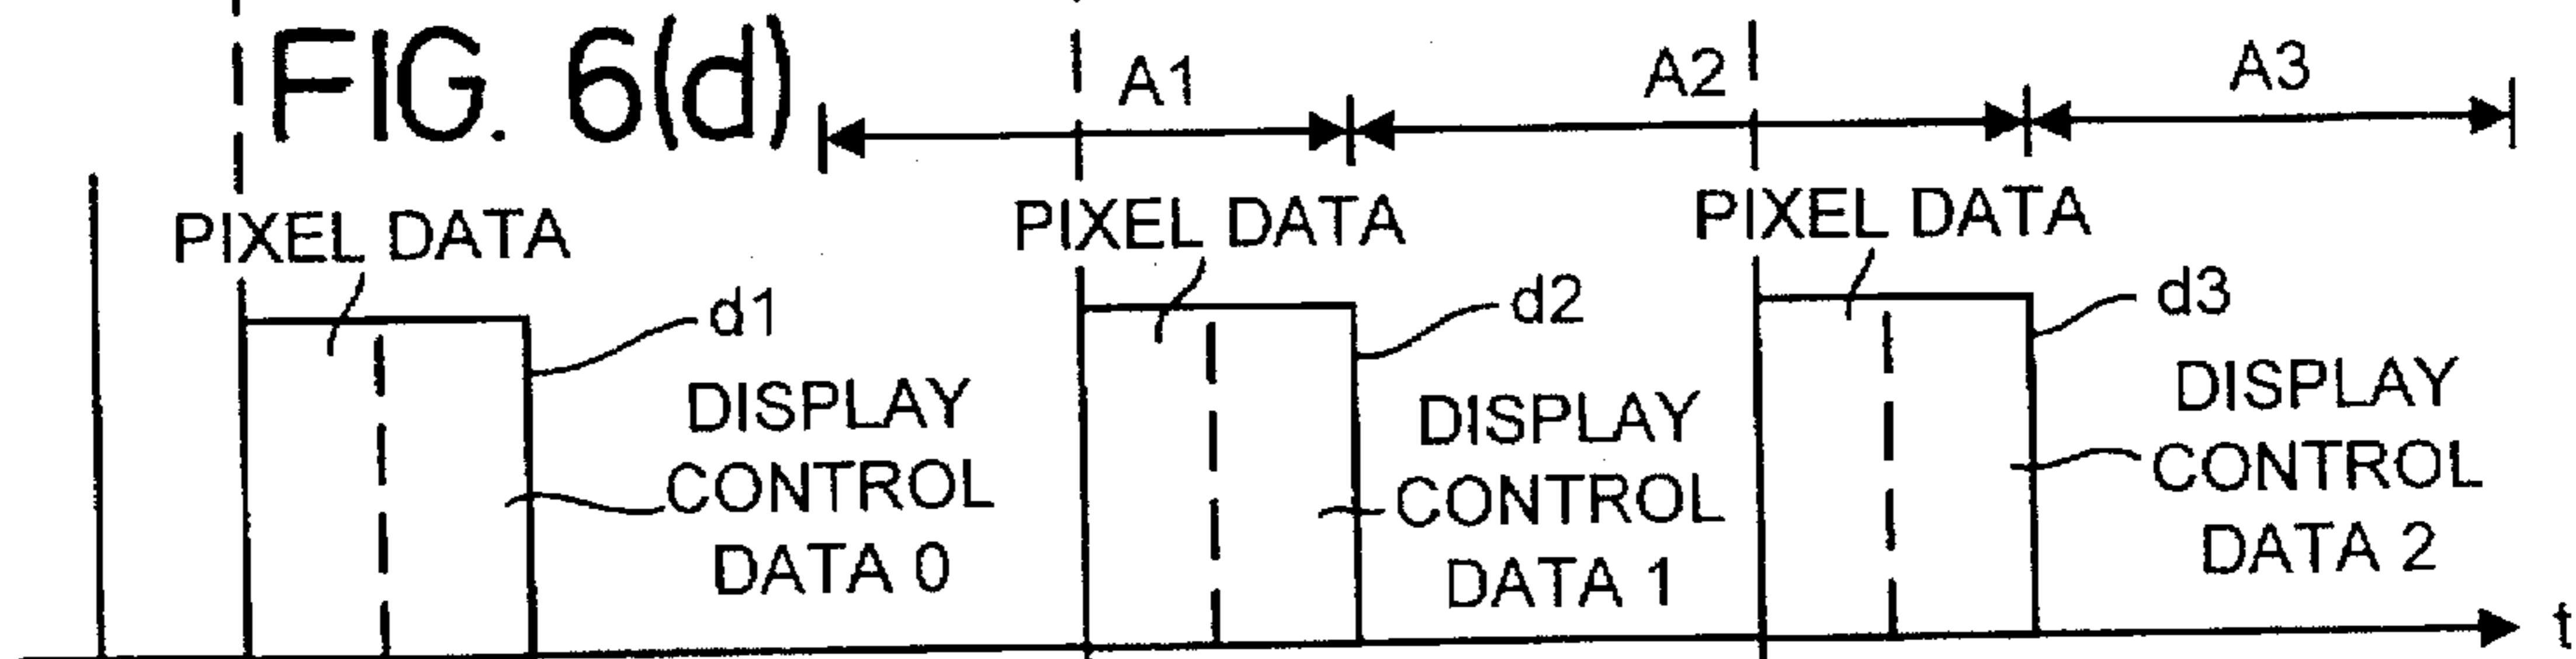 FIG. 6(d)
A1
A2
A3
PIXEL DATA
PIXEL DATA
PIXEL DATA
d1
d2
d3
DISPLAY
CONTROL
DATA 0
DISPLAY
CONTROL
DATA 1
DISPLAY
CONTROL
DATA 2
t